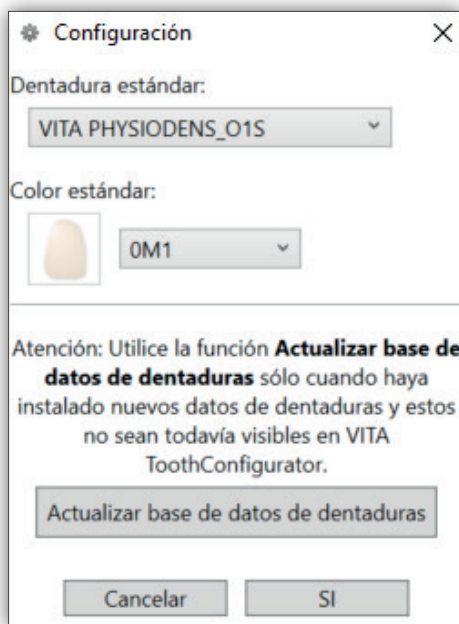 Configuración
Dentadura estándar:
VITA PHYSIODENS_O1S
Color estándar:
0M1
Atención: Utilice la función Actualizar base de
datos de dentaduras sólo cuando haya
instalado nuevos datos de dentaduras y estos
no sean todavía visibles en VITA
ToothConfigurator.
Actualizar base de datos de dentaduras
Cancelar
SI